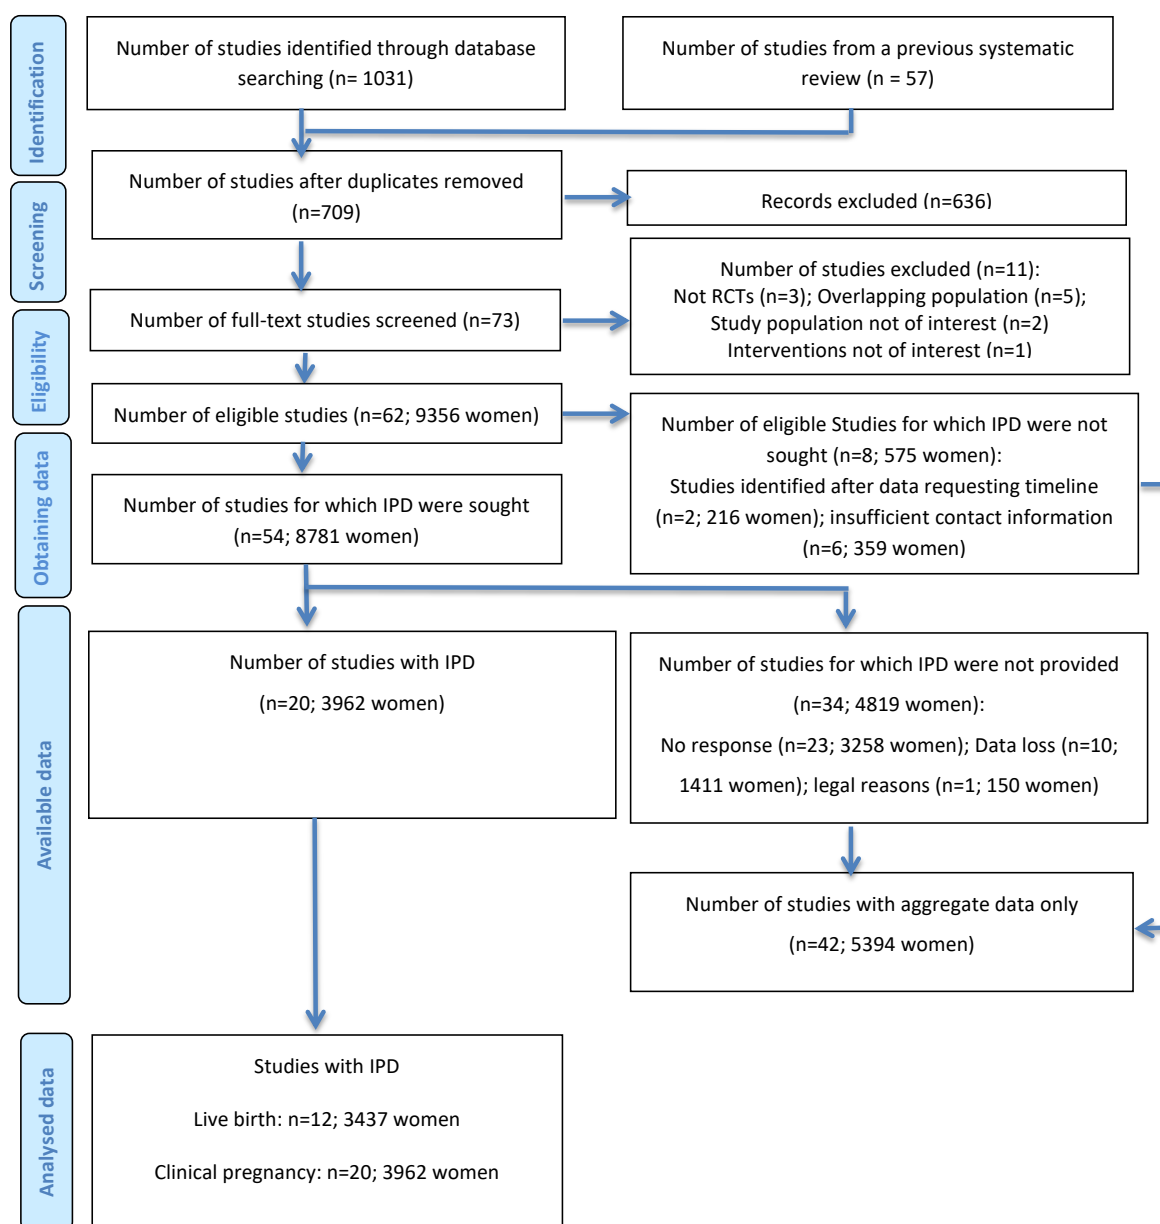 Identification
Number of studies identified through database
searching (n= 1031)
Number of studies from a previous systematic
review (n = 57)
Screening
Number of studies after duplicates removed
(n=709)
Records excluded (n=636)
Number of full-text studies screened (n=73)
Number of studies excluded (n=11):
Not RCTs (n=3); Overlapping population (n=5);
Study population not of interest (n=2)
Interventions not of interest (n=1)
Eligibility
Number of eligible studies (n=62; 9356 women)
Number of eligible Studies for which IPD were not
sought (n=8; 575 women):
Studies identified after data requesting timeline
(n=2; 216 women); insufficient contact information
(n=6; 359 women)
Obtaining data
Number of studies for which IPD were sought
(n=54; 8781 women)
Available data
Number of studies with IPD
(n=20; 3962 women)
Number of studies for which IPD were not provided
(n=34; 4819 women):
No response (n=23; 3258 women); Data loss (n=10;
1411 women); legal reasons (n=1; 150 women)
Number of studies with aggregate data only
(n=42; 5394 women)
Analysed data
Studies with IPD
Live birth: n=12; 3437 women
Clinical pregnancy: n=20; 3962 women